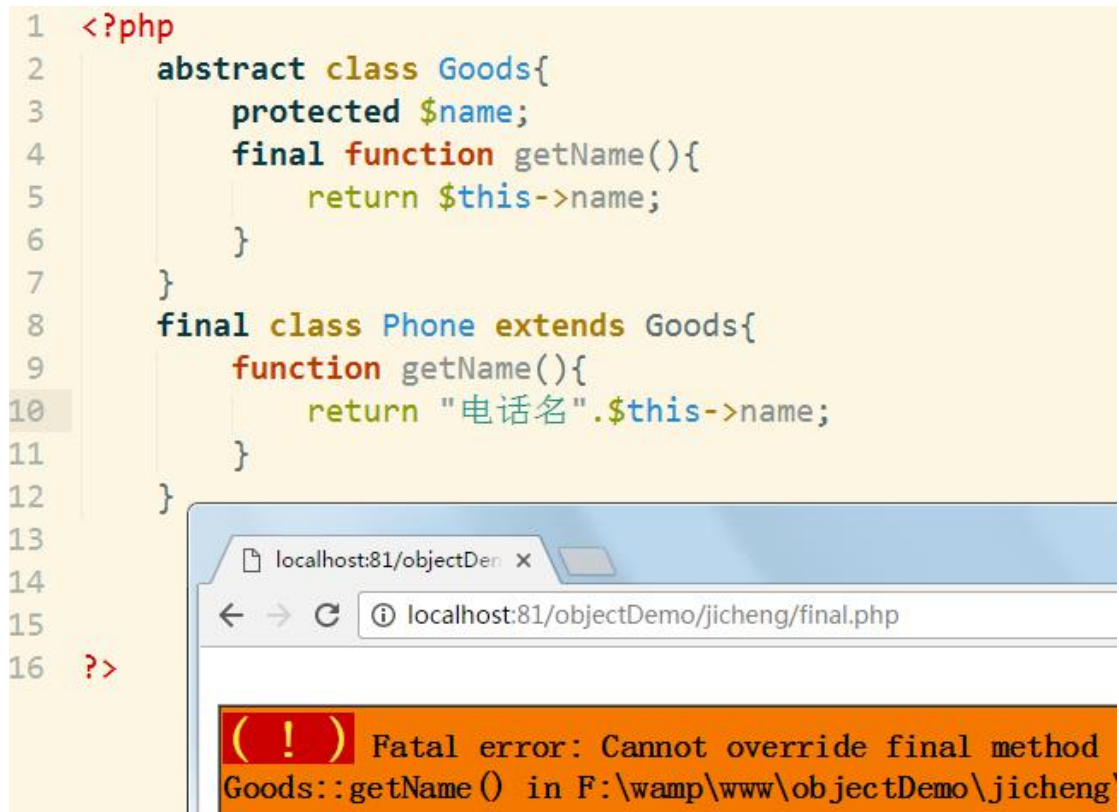 1 <?php
2 abstract class Goods{
3 protected $name;
4 final function getName(){
5 return $this->name;
6 }
7 }
8 final class Phone extends Goods{
9 function getName(){
10 return "电话名".$this->name;
11 }
12 }
13
14
15
16 ?>
localhost:81/objectDem
localhost:81/objectDemo/jicheng/final.php
( ! ) Fatal error: Cannot override final method
Goods::getName() in F:\wamp\www\objectDemo\jicheng\